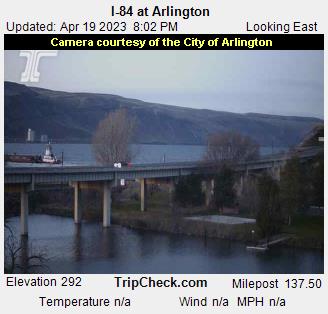 I-84 at Arlington
Updated: Apr 19 2023 8:02 PM Looking East
Camera courtesy of the City of Arlington
Elevation 292 TripCheck.com Milepost 137.50
Temperature n/a Wind n/a MPH n/a